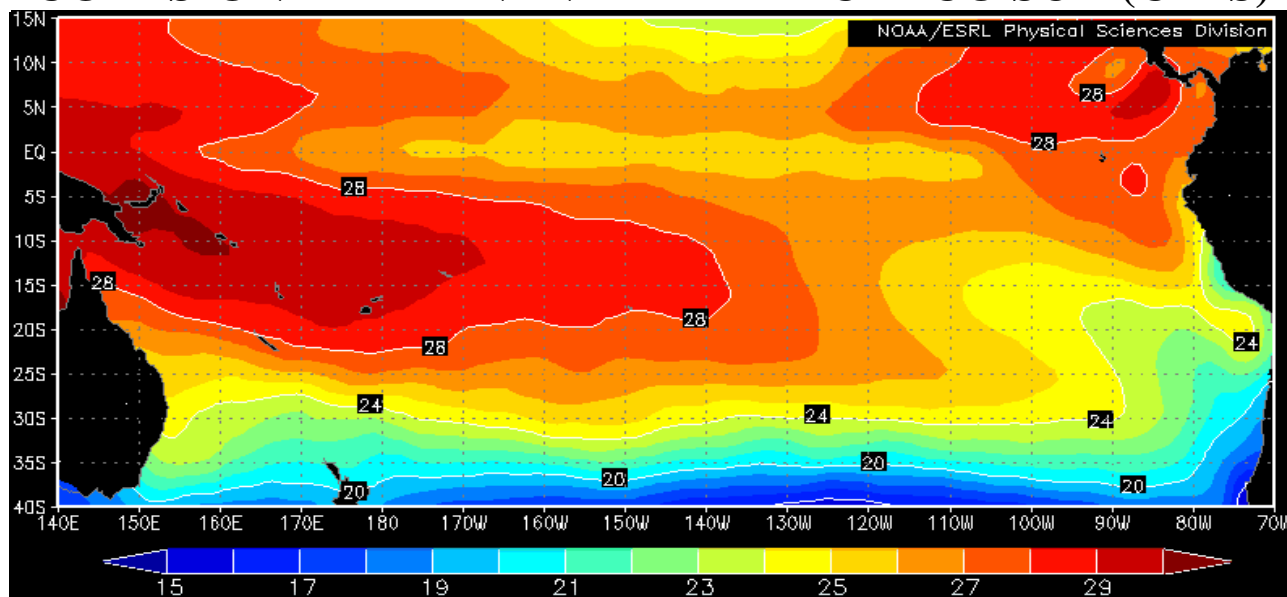 15N
NOAA/ESRL Physical Sciences Division
10N
28
5N
28
EQ
28
5S
10S
28
15S
28
20S
28
24
25S
24
24
24
30S
35S
20
20
20
20
40S
140E 150E 160E 170E 180 170W 160W 150W 140W 130W 120W 110W 100W 90W 80W 70W
15 17 19 21 23 25 27 29